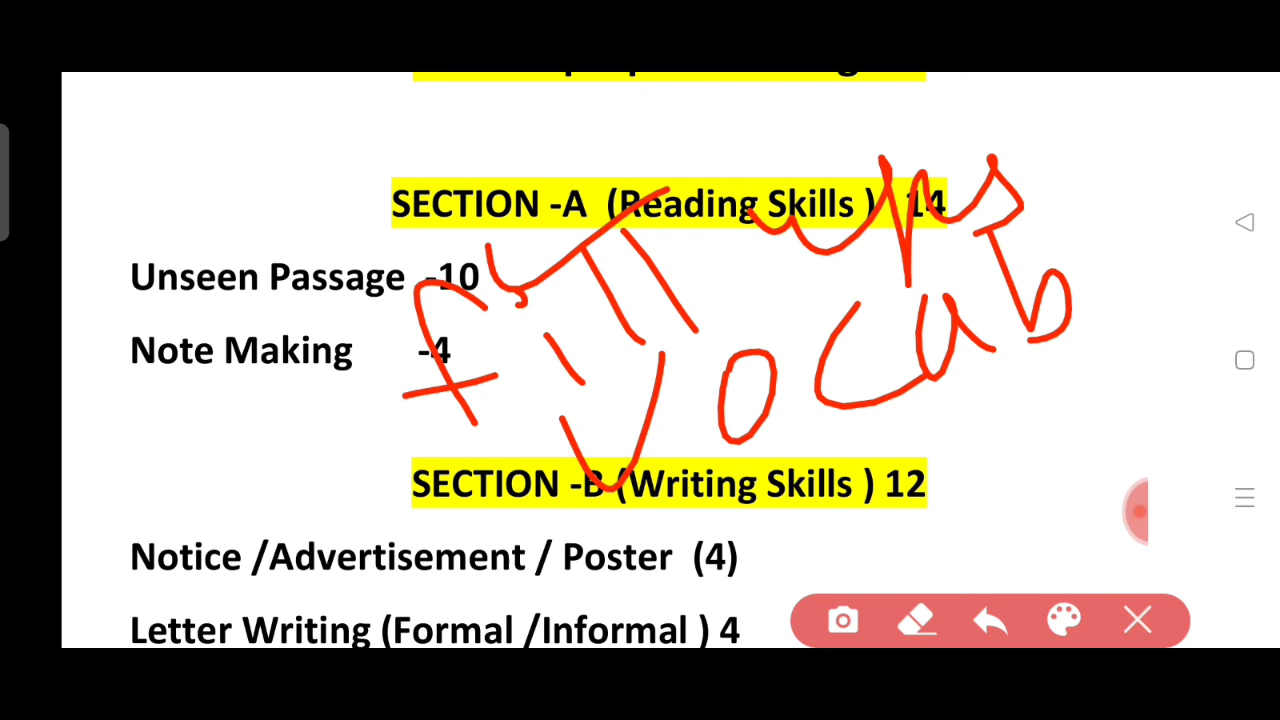 SECTION -A (Reading Skills ) 14
Unseen Passage -10
Note Making -4
Vocab
SECTION -B (Writing Skills ) 12
Notice /Advertisement / Poster (4)
Letter Writing (Formal /Informal ) 4